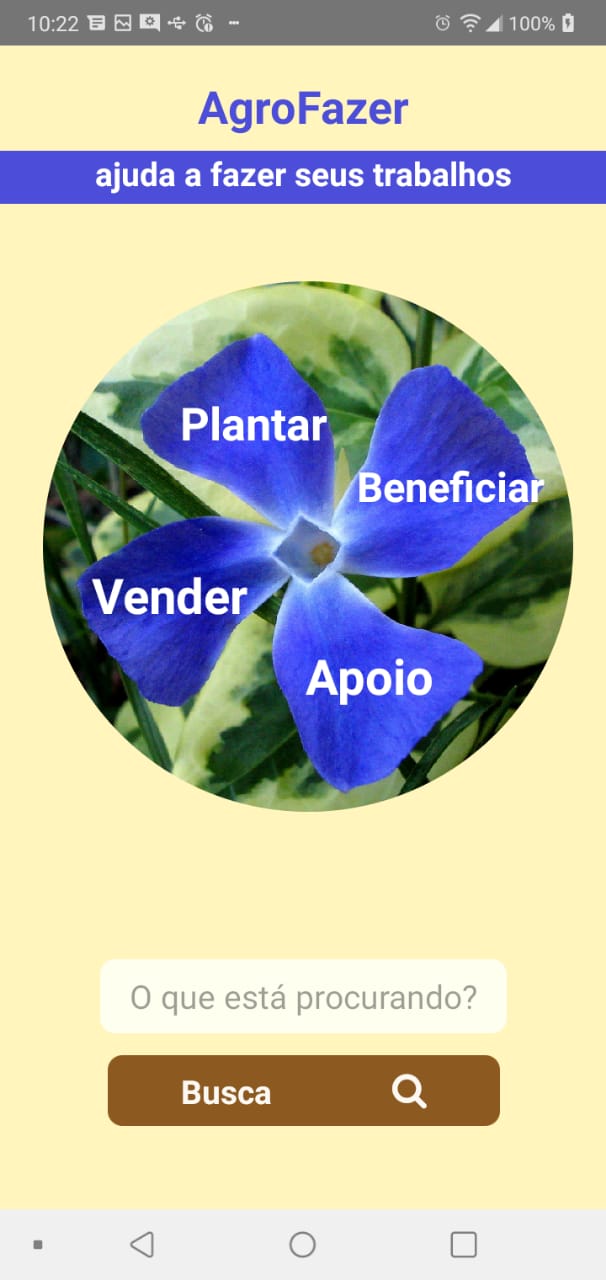 10:22
100%
AgroFazer
ajuda a fazer seus trabalhos
Plantar
Beneficiar
Vender
Apoio
O que está procurando?
Busca